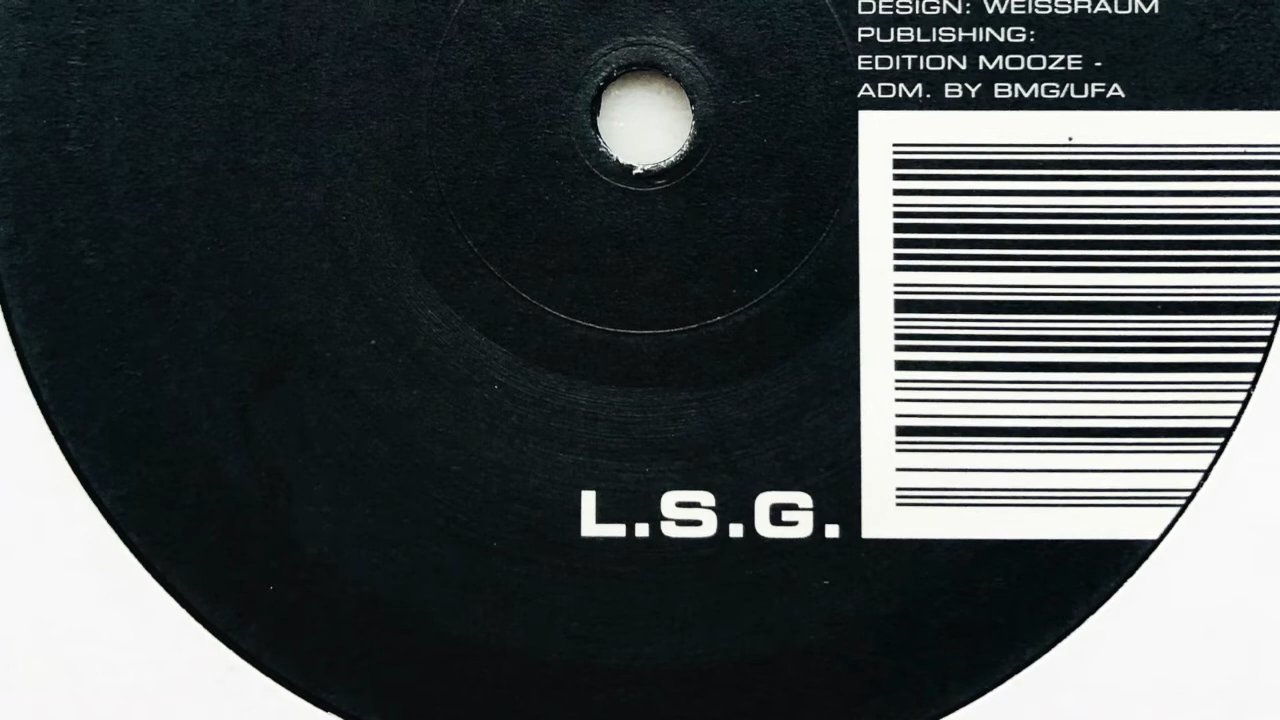 DESIGN: WEISSRAUM
PUBLISHING:
EDITION MOOZE -
ADM. BY BMG/UFA
L.S.G.